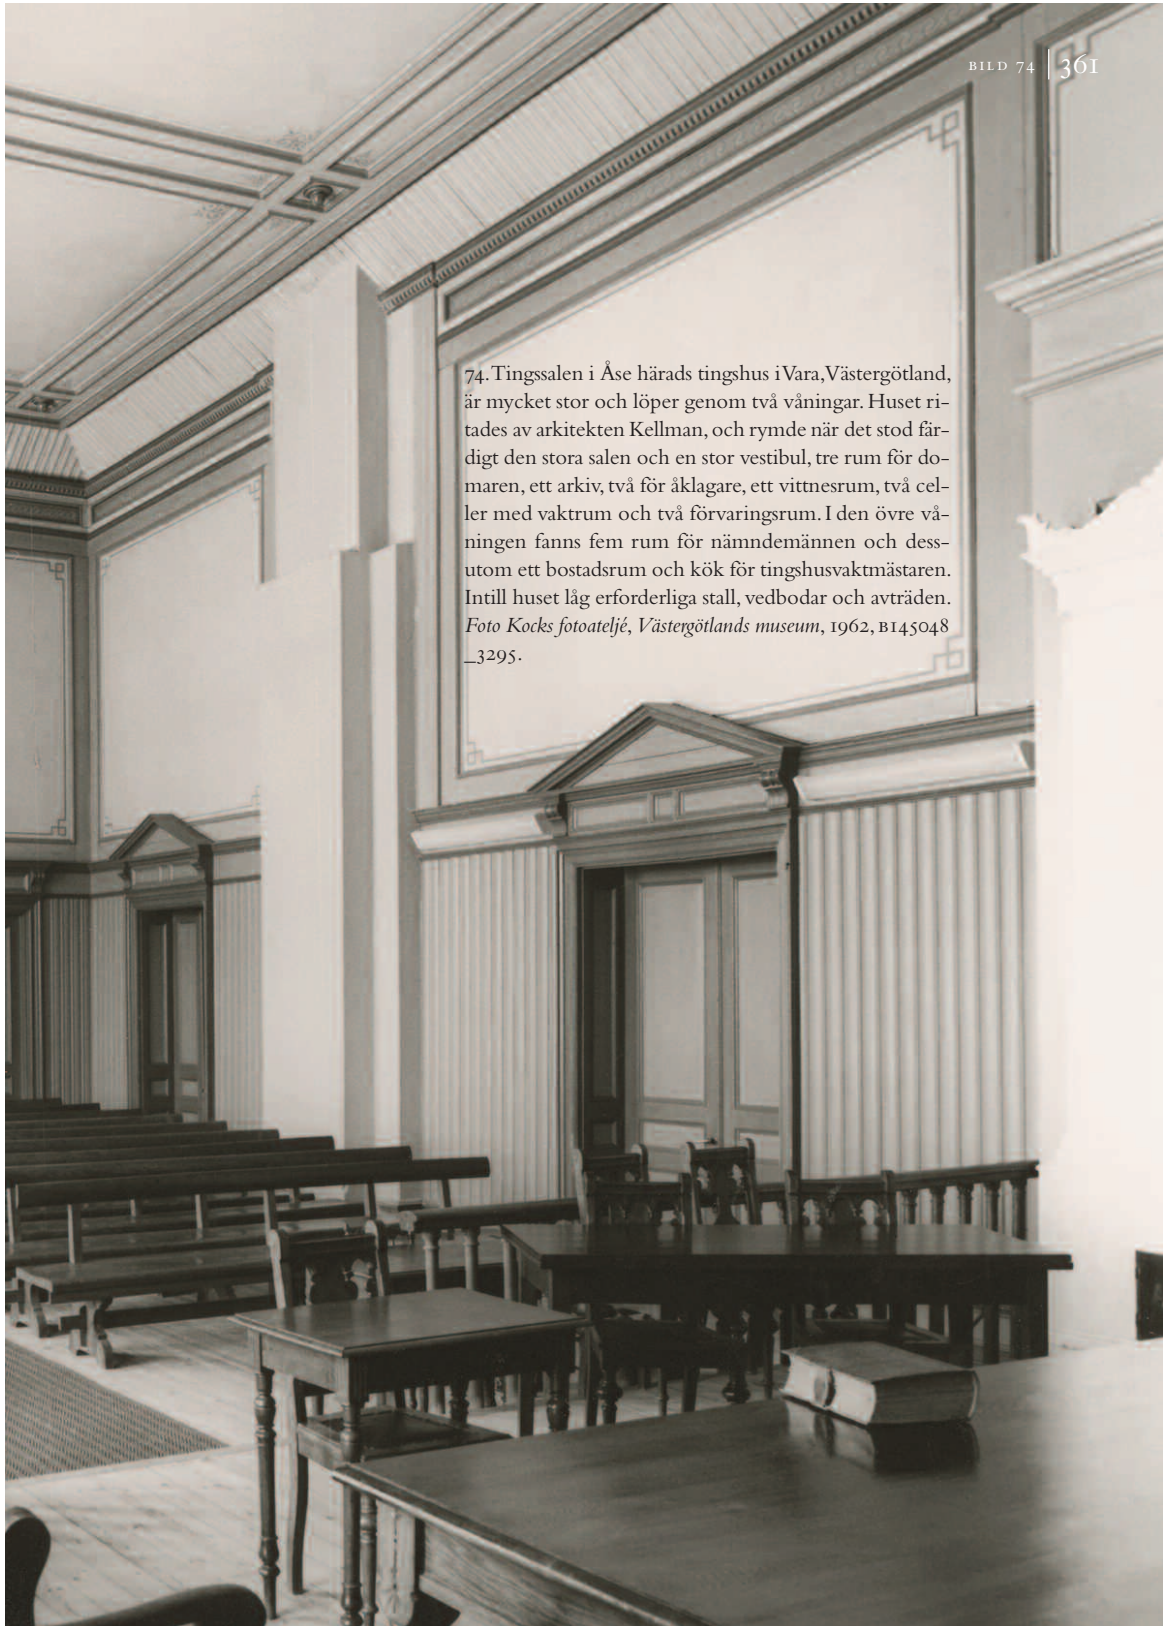 BILD 74 | 361
74. Tingssalen i Åse härads tingshus i Vara, Västergötland,
är mycket stor och löper genom två våningar. Huset ri-
tades av arkitekten Kellman, och rymde när det stod fär-
digt den stora salen och en stor vestibul, tre rum för do-
maren, ett arkiv, två för åklagare, ett vittnesrum, två cel-
ler med vaktrum och två förvaringsrum. I den övre vå-
ningen fanns fem rum för nämndemännen och dess-
utom ett bostadsrum och kök för tingshusvaktmästaren.
Intill huset låg erforderliga stall, vedbodar och avträden.
Foto Kocks fotoateljé, Västergötlands museum, 1962, B145048
_3295.